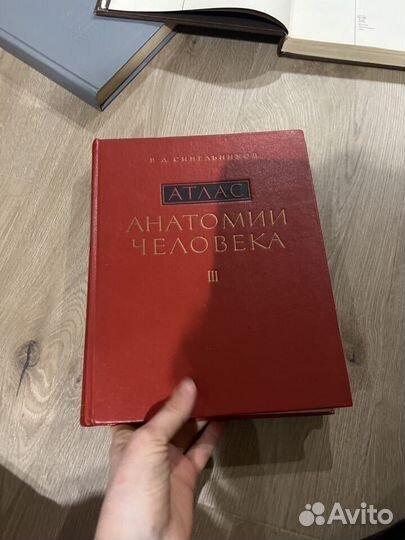 Р. Д. СИНЕЛЬНИКОВ
АТЛАС
АНАТОМИИ
ЧЕЛОВЕКА
III
Avito